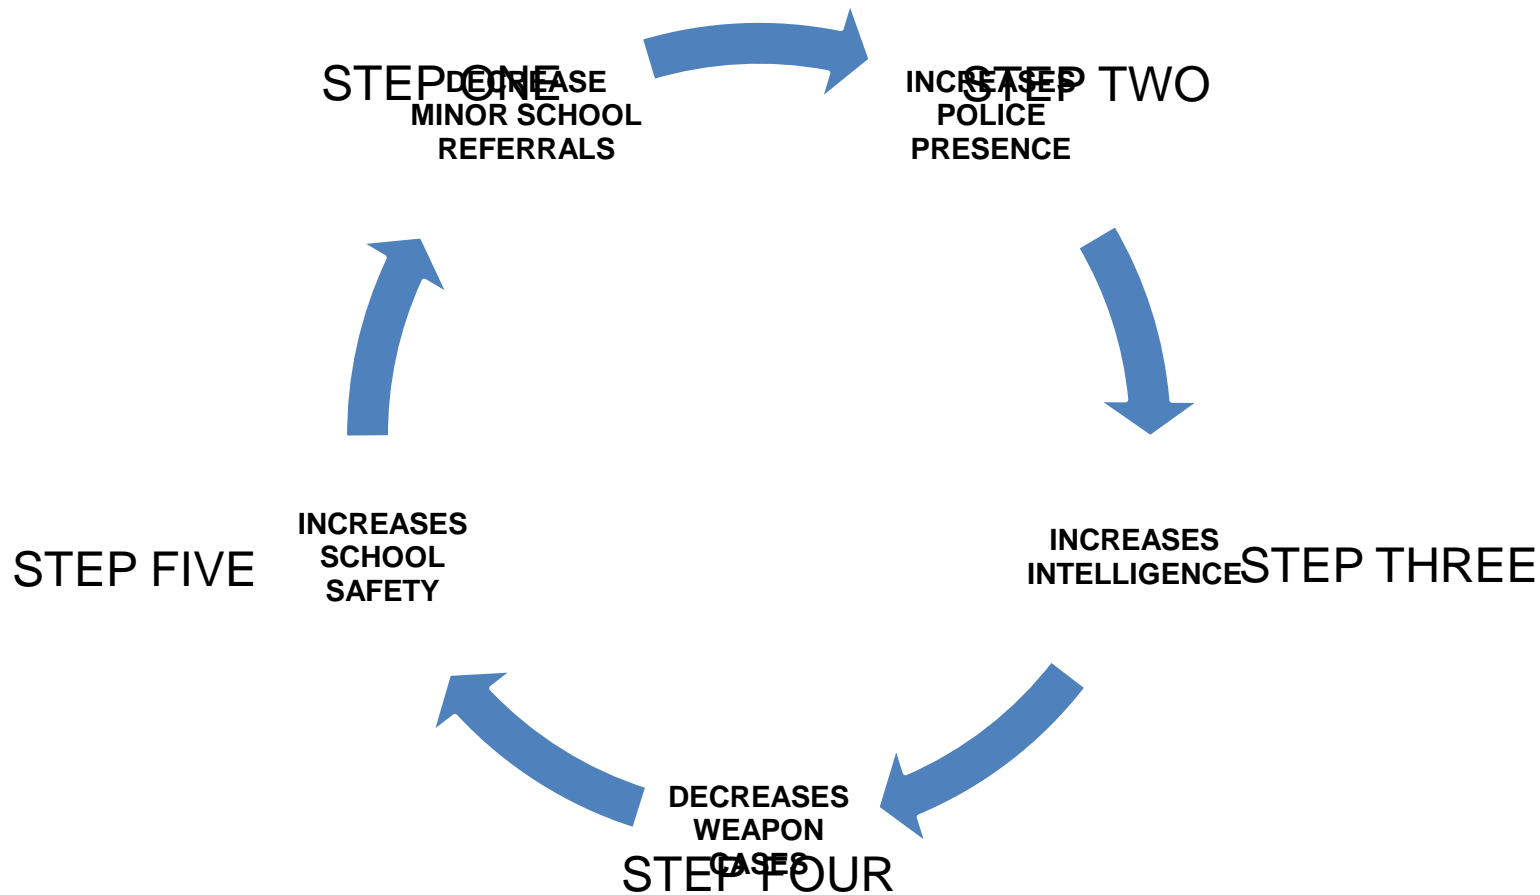 STEP ONE
DECREASE
MINOR SCHOOL
REFERRALS
STEP TWO
INCREASES
POLICE
PRESENCE
STEP THREE
INCREASES
INTELLIGENCE
STEP FOUR
DECREASES
WEAPON
CASES
STEP FIVE
INCREASES
SCHOOL
SAFETY